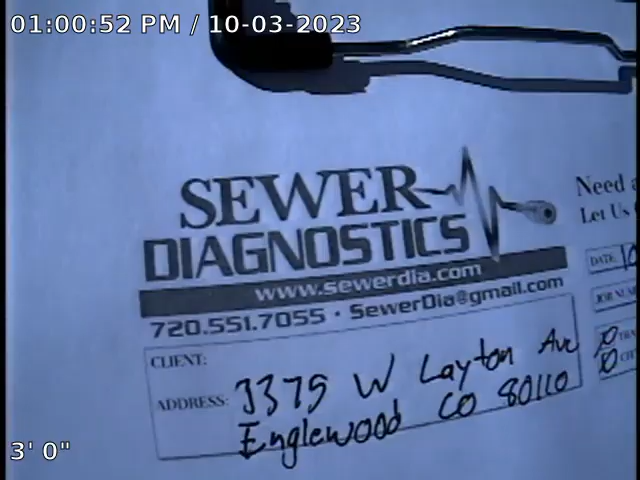 01:00:52 PM / 10-03-2023
SEWER
DIAGNOSTICS
www.sewerdia.com
720.551.7055 · SewerDia@gmail.com
Need
Let Us
DATE:
CLIENT:
ADDRESS: 3375 W Layton Ave
Englewood CO 80110
3' 0"